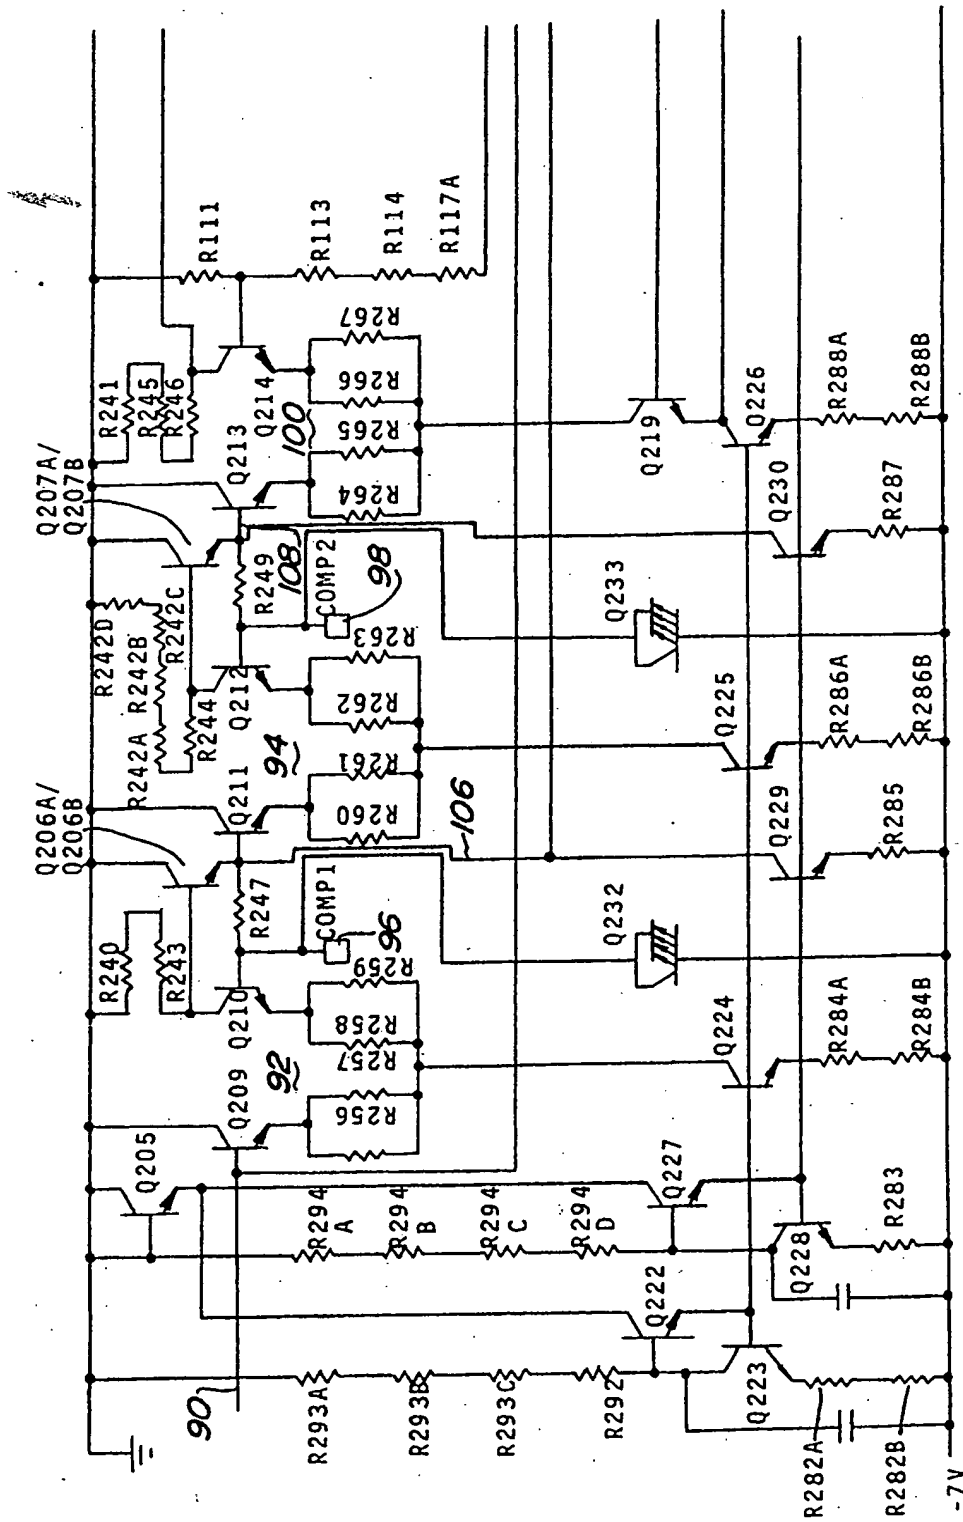 Q207A/
Q207B
R241
R245
R246
R111
R113
R114
R117A
Q206A/
Q206B
R242D
R242B
R242C
R242A
R244
Q213
Q214
100
R267
R266
R265
R264
R240
R243
Q211
Q212
94
R249
108
COMP2
98
R263
R262
R261
R260
Q205
Q209
92
Q210
R247
COMP1
96
R259
R258
R257
R256
106
90
R293A
R293B
R293C
R292
R294
A
R294
B
R294
C
R294
D
Q222
Q227
Q223
Q228
R283
R282A
R282B
Q224
R284A
R284B
Q232
Q229
R285
Q225
R286A
R286B
Q233
Q230
R287
Q219
Q226
R288A
R288B
-7V